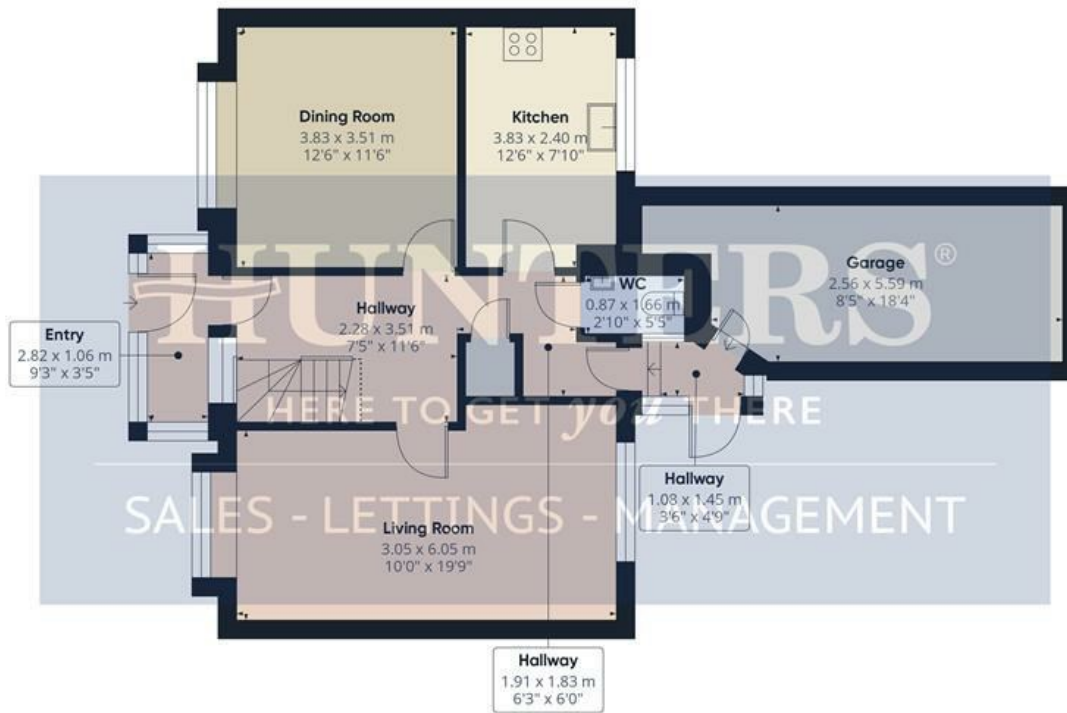 Dining Room
3.83 x 3.51 m
12'6" x 11'6"
Kitchen
3.83 x 2.40 m
12'6" x 7'10"
HUNTERS®
Garage
2.56 x 5.59 m
8'5" x 18'4"
WC
0.87 x 1.66 m
2'10" x 5'5"
Hallway
2.28 x 3.51 m
7'5" x 11'6"
Entry
2.82 x 1.06 m
9'3" x 3'5"
HERE TO GET you THERE
Hallway
1.08 x 1.45 m
3'6" x 4'9"
SALES - LETTINGS - MANAGEMENT
Living Room
3.05 x 6.05 m
10'0" x 19'9"
Hallway
1.91 x 1.83 m
6'3" x 6'0"